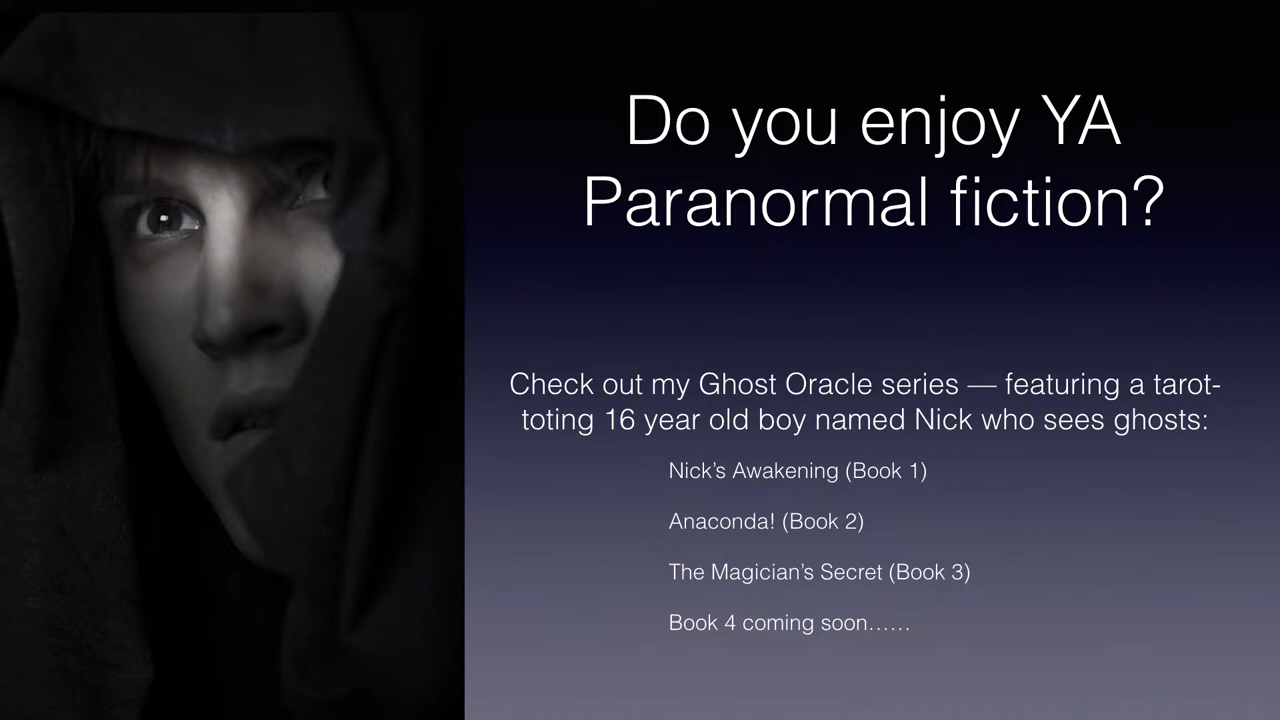 Do you enjoy YA
Paranormal fiction?
Check out my Ghost Oracle series — featuring a tarot-
toting 16 year old boy named Nick who sees ghosts:
Nick’s Awakening (Book 1)
Anaconda! (Book 2)
The Magician’s Secret (Book 3)
Book 4 coming soon……